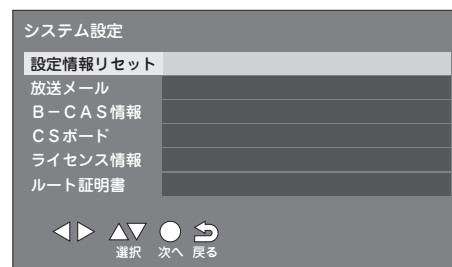 システム設定
設定情報リセット
放送メール
B－CAS情報
CSボード
ライセンス情報
ルート証明書
選択 次へ 戻る